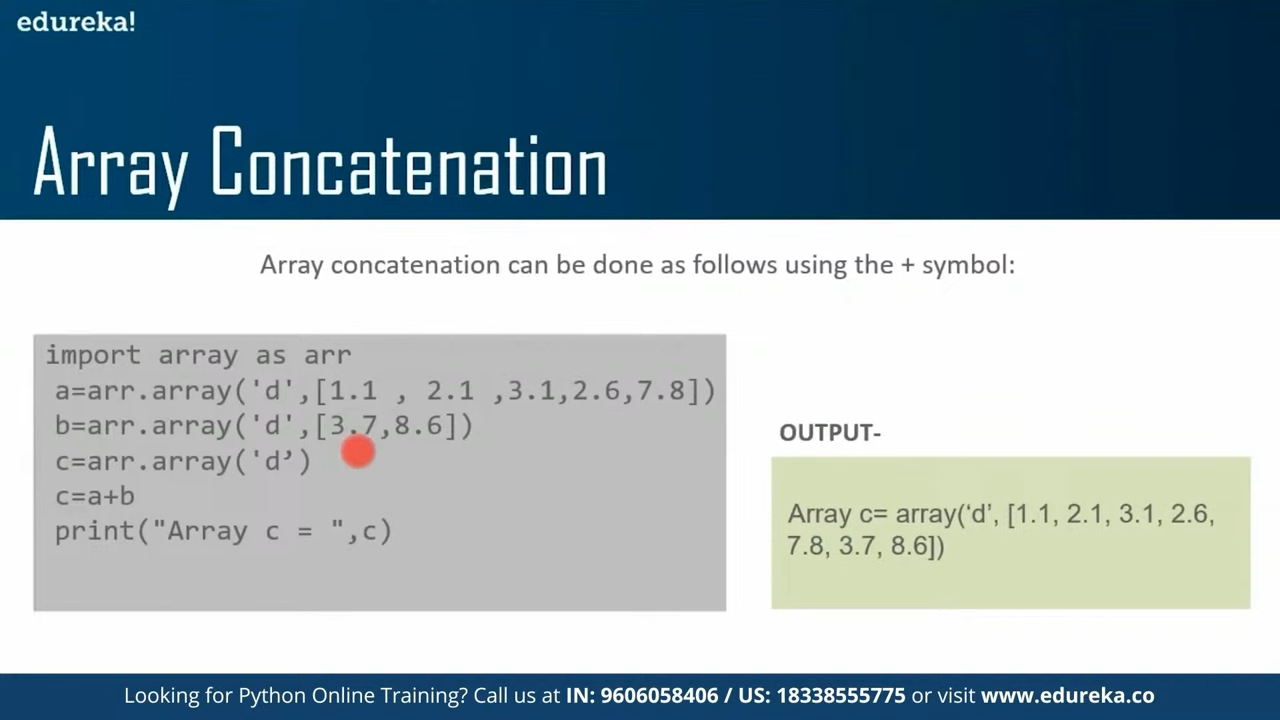 edureka!
Array Concatenation
Array concatenation can be done as follows using the + symbol:
import array as arr
a=arr.array('d',[1.1 , 2.1 ,3.1,2.6,7.8])
b=arr.array('d',[3.7,8.6])
c=arr.array('d’)
c=a+b
print("Array c = ",c)
OUTPUT-
Array c= array(‘d’, [1.1, 2.1, 3.1, 2.6,
7.8, 3.7, 8.6])
Looking for Python Online Training? Call us at IN: 9606058406 / US: 18338555775 or visit www.edureka.co